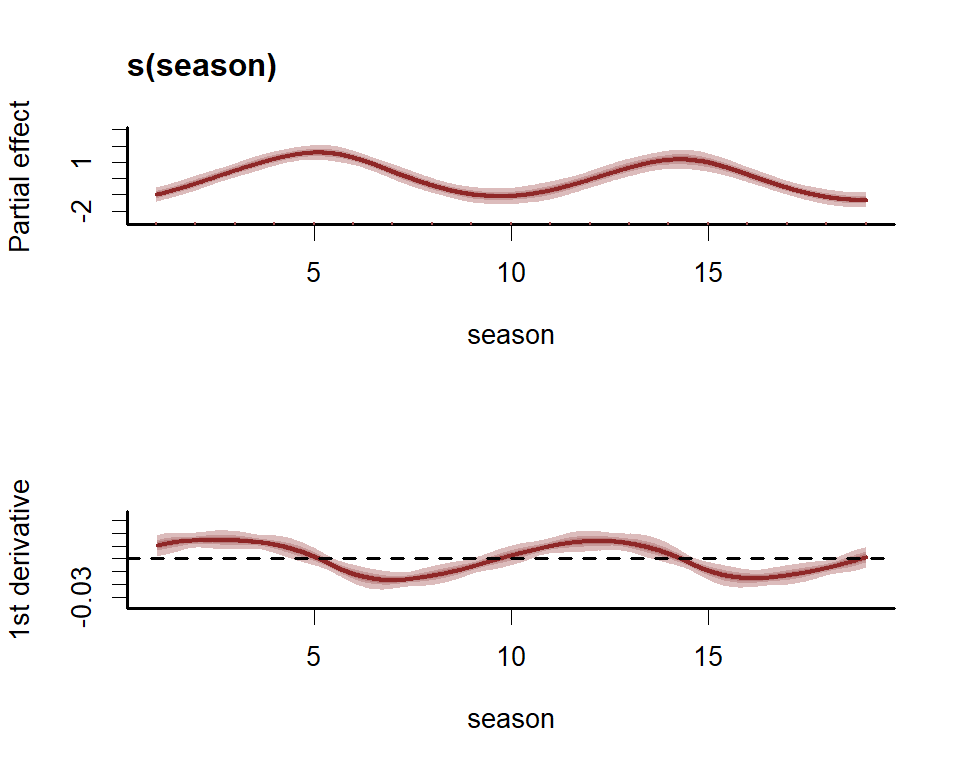 s(season)
Partial effect
1
-2
5 10 15
season
1st derivative
-0.03
5 10 15
season